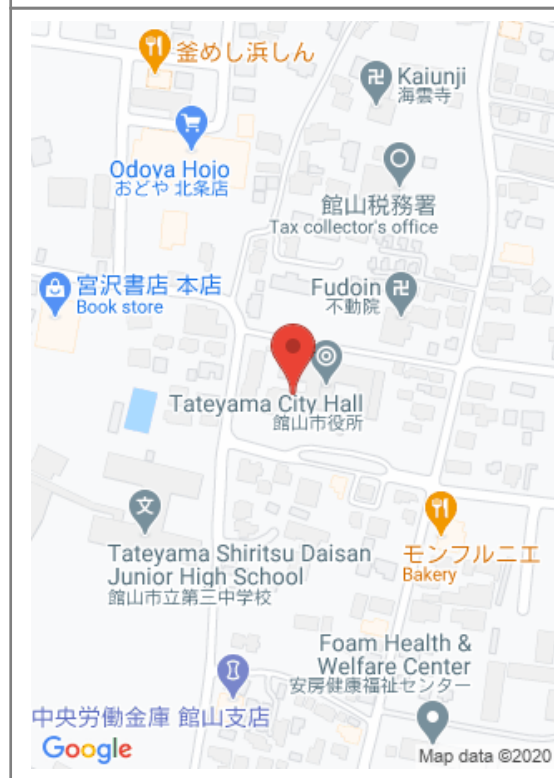 釜めし浜しん
Kaiunji
海雲寺
Odoya Hojo
おどや 北条店
館山税務署
Tax collector's office
宮沢書店 本店
Book store
Fudoin
不動院
Tateyama City Hall
館山市役所
Tateyama Shiritsu Daisan
Junior High School
館山市立第三中学校
モンフルニエ
Bakery
Foam Health &
Welfare Center
安房健康福祉センター
中央労働金庫 館山支店
Google
Map data ©2020